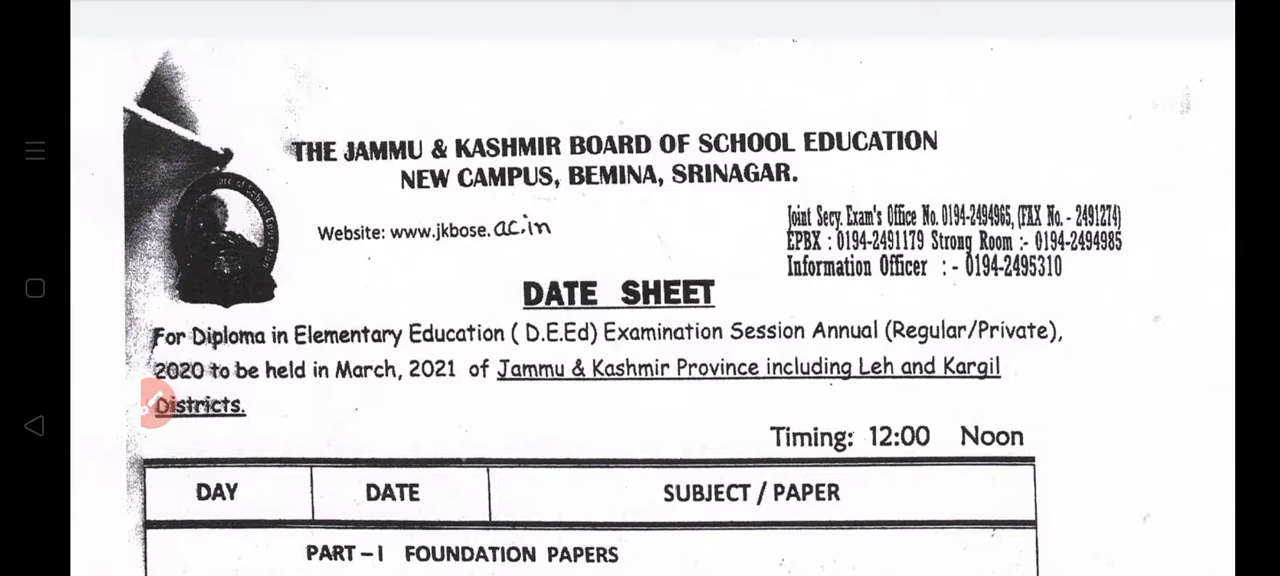 THE JAMMU & KASHMIR BOARD OF SCHOOL EDUCATION
NEW CAMPUS, BEMINA, SRINAGAR.
Website: www.jkbose.ac.in
Joint Secy. Exam's Office No. 0194-2494965, (FAX No. - 2491274)
EPBX : 0194-2491179 Strong Room :- 0194-2494985
Information Officer : - 0194-2495310
DATE SHEET
For Diploma in Elementary Education ( D.E.Ed) Examination Session Annual (Regular/Private),
2020 to be held in March, 2021 of Jammu & Kashmir Province including Leh and Kargil
Districts.
Timing: 12:00 Noon
DAY DATE SUBJECT / PAPER
PART – I FOUNDATION PAPERS